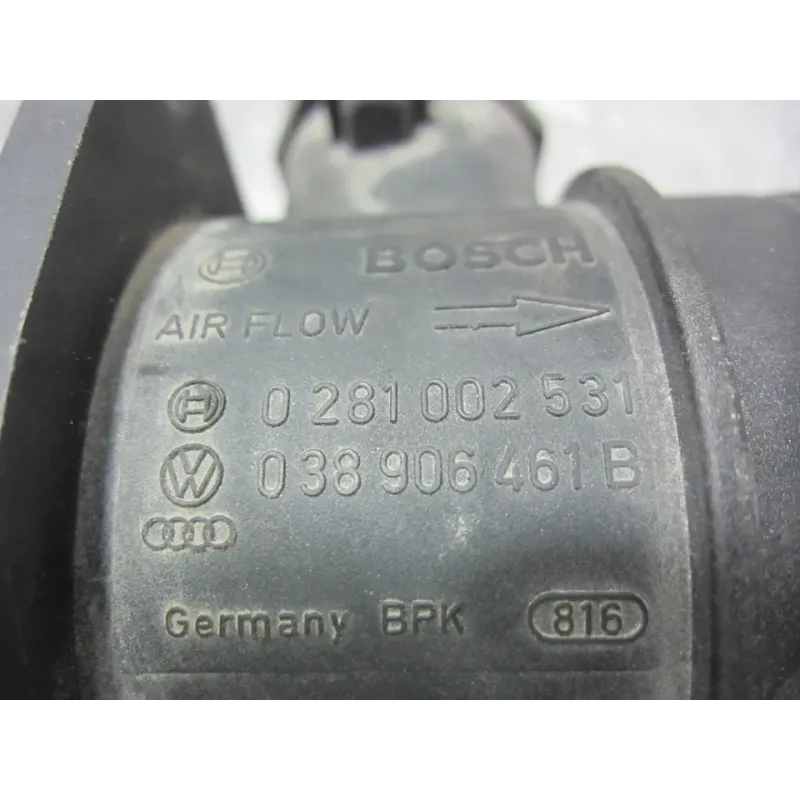 BOSCH
AIR FLOW
0 281 002 531
038 906 461 B
Germany BPK 816